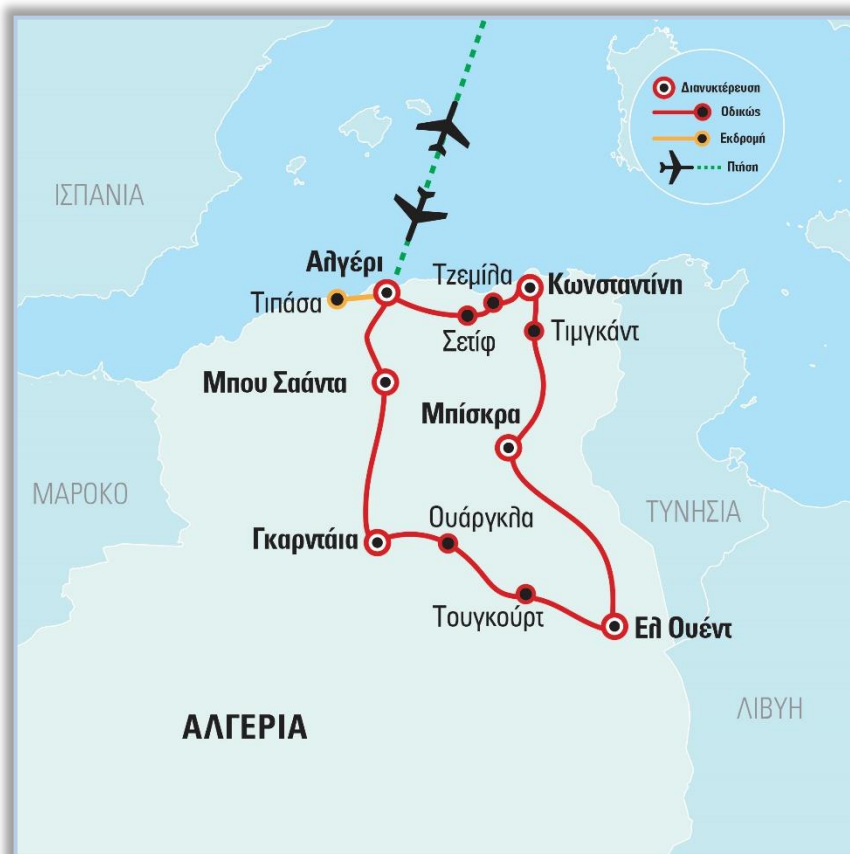 Διανυκτέρευση
Οδικώς
Εκδρομή
Πτήση
ΙΣΠΑΝΙΑ
Αλγέρι
Τζεμίλα
Κωνσταντίνη
Τιπάσα
Σετίφ
Τιμγκάντ
Μπου Σαάντα
Μπίσκρα
ΜΑΡΟΚΟ
ΤΥΝΗΣΙΑ
Γκαρντάια
Ουάργκλα
Τουγκούρτ
Ελ Ουέντ
ΑΛΓΕΡΙΑ
ΛΙΒΥΗ